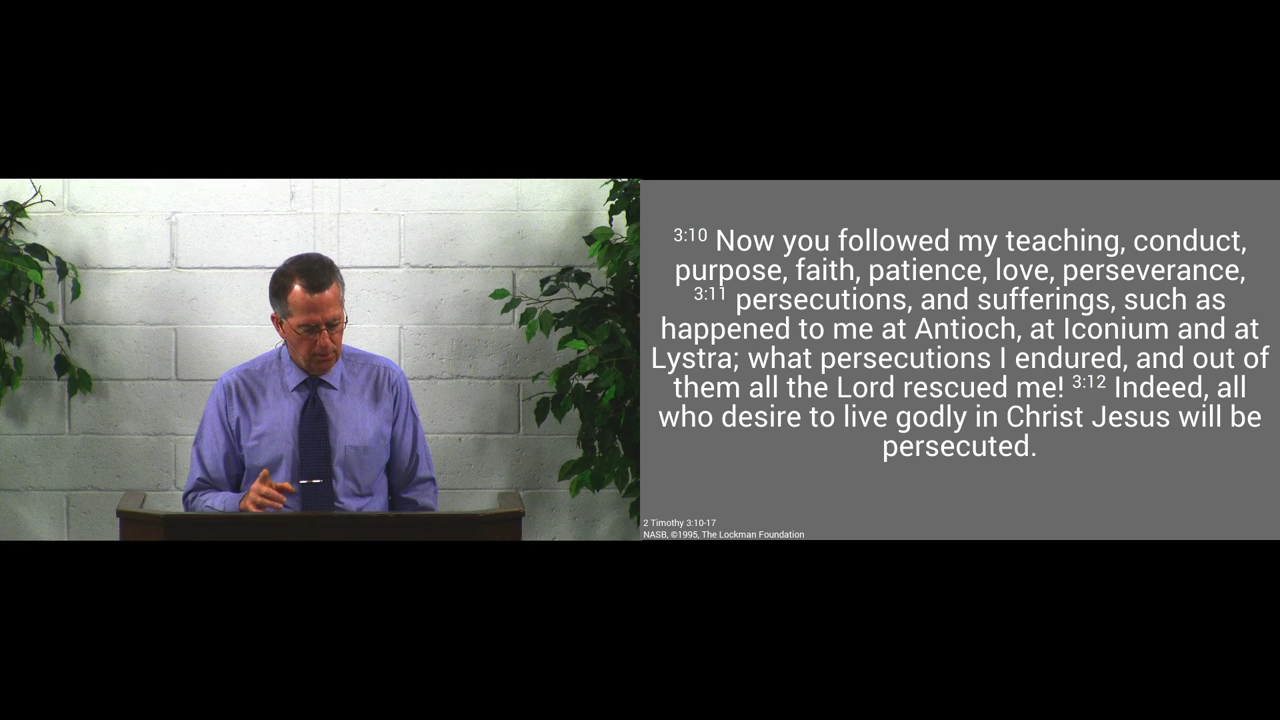 3:10 Now you followed my teaching, conduct,
purpose, faith, patience, love, perseverance,
3:11 persecutions, and sufferings, such as
happened to me at Antioch, at Iconium and at
Lystra; what persecutions I endured, and out of
them all the Lord rescued me! 3:12 Indeed, all
who desire to live godly in Christ Jesus will be
persecuted.
2 Timothy 3:10-17
NASB, ©1995, The Lockman Foundation